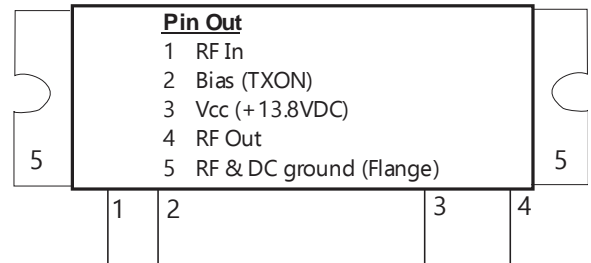 Pin Out
1 RF In
2 Bias (TXON)
3 Vcc (+13.8VDC)
4 RF Out
5 RF & DC ground (Flange)
5 5
1 2 3 4